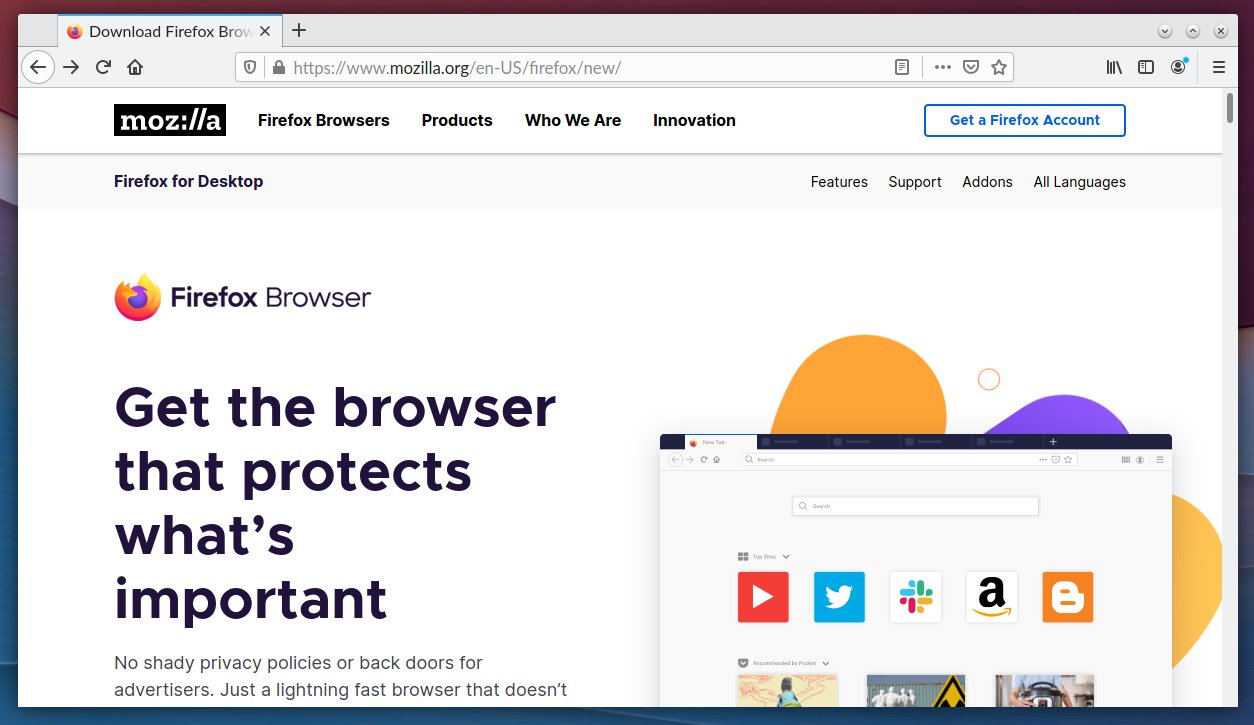 Download Firefox Brow
https://www.mozilla.org/en-US/firefox/new/
moz://a
Firefox Browsers
Products
Who We Are
Innovation
Get a Firefox Account
Firefox for Desktop
Features
Support
Addons
All Languages
Firefox Browser
Get the browser
that protects
what’s
important
No shady privacy policies or back doors for
advertisers. Just a lightning fast browser that doesn’t
New Tab
Search
Search
Top Sites
a
Recommended by Pocket